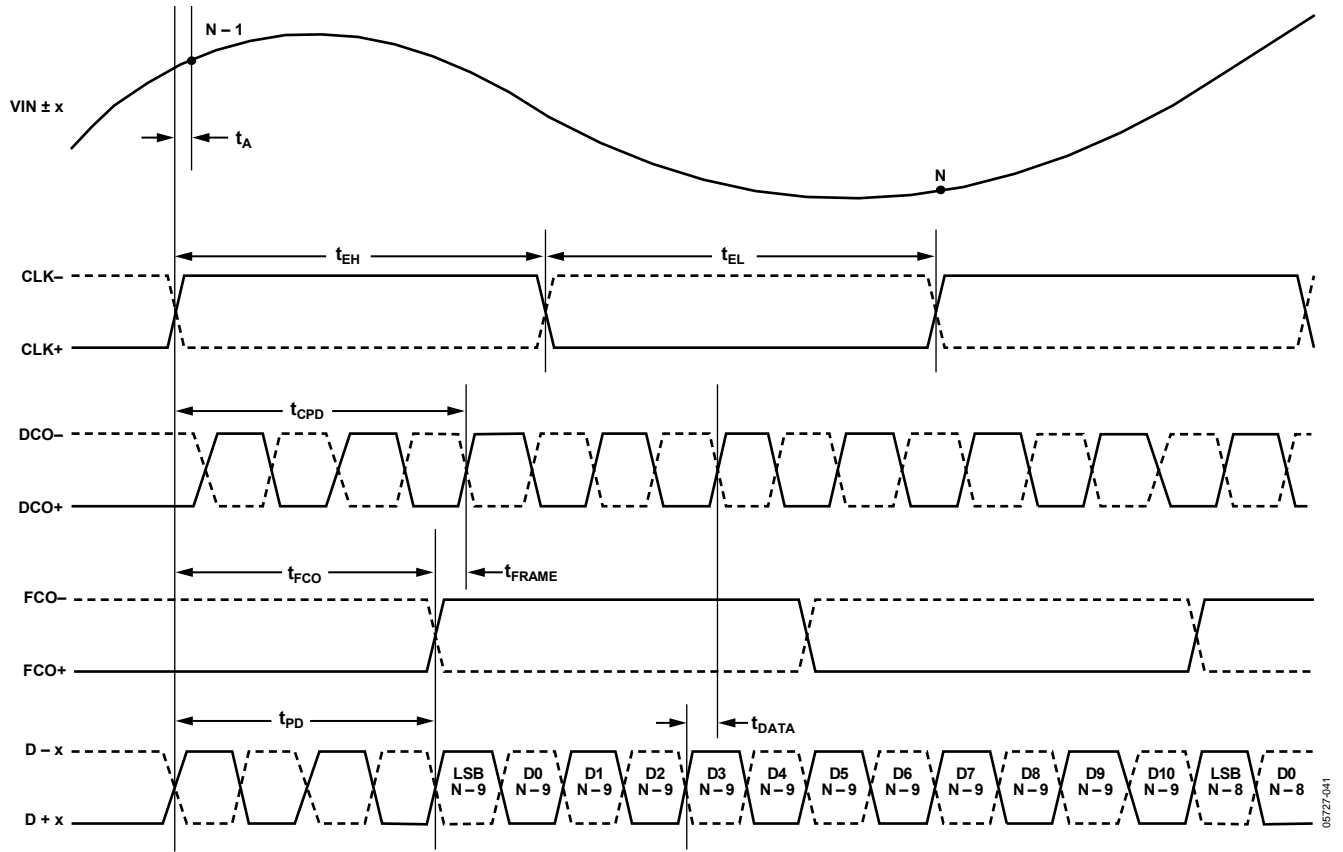 N – 1
VIN ± x
tA
N
tEH
tEL
CLK–
CLK+
tCPD
DCO–
DCO+
tFCO
tFRAME
FCO–
FCO+
tPD
tDATA
D – x
LSB N – 9
D0 N – 9
D1 N – 9
D2 N – 9
D3 N – 9
D4 N – 9
D5 N – 9
D6 N – 9
D7 N – 9
D8 N – 9
D9 N – 9
D10 N – 9
LSB N – 8
D0 N – 8
D + x
05727-041